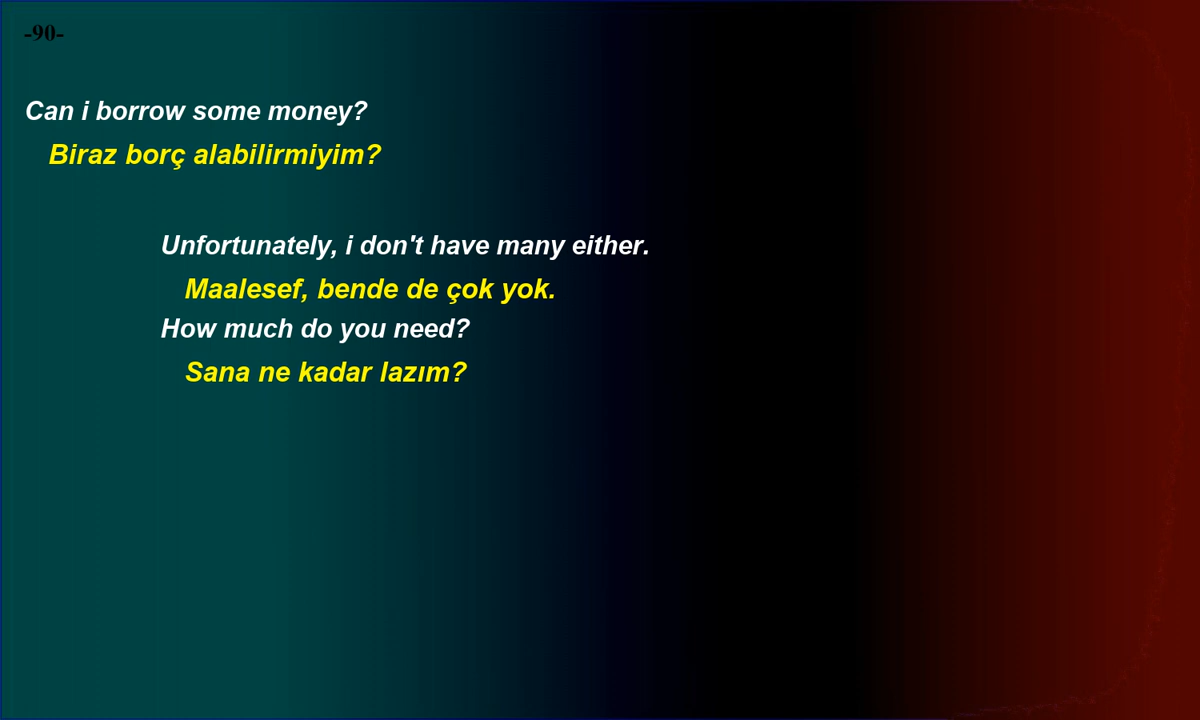 -90-
Can i borrow some money?
Biraz borç alabilirmiyim?
Unfortunately, i don't have many either.
Maalesef, bende de çok yok.
How much do you need?
Sana ne kadar lazım?